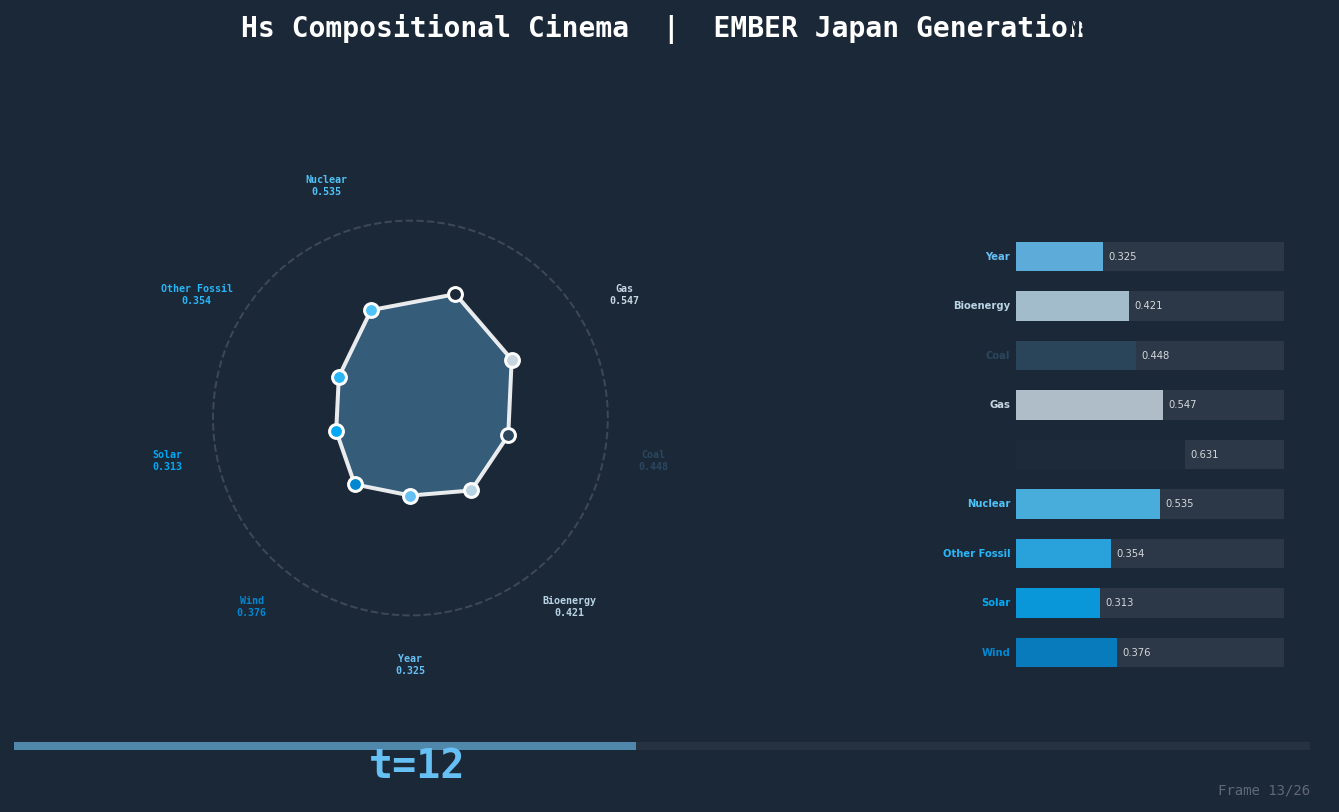 Hs Compositional Cinema | EMBER Japan Generation
Nuclear
0.535
Other Fossil
0.354
Gas
0.547
Solar
0.313
Coal
0.448
Wind
0.376
Bioenergy
0.421
Year
0.325
Year 0.325
Bioenergy 0.421
Coal 0.448
Gas 0.547
0.631
Nuclear 0.535
Other Fossil 0.354
Solar 0.313
Wind 0.376
t=12
Frame 13/26